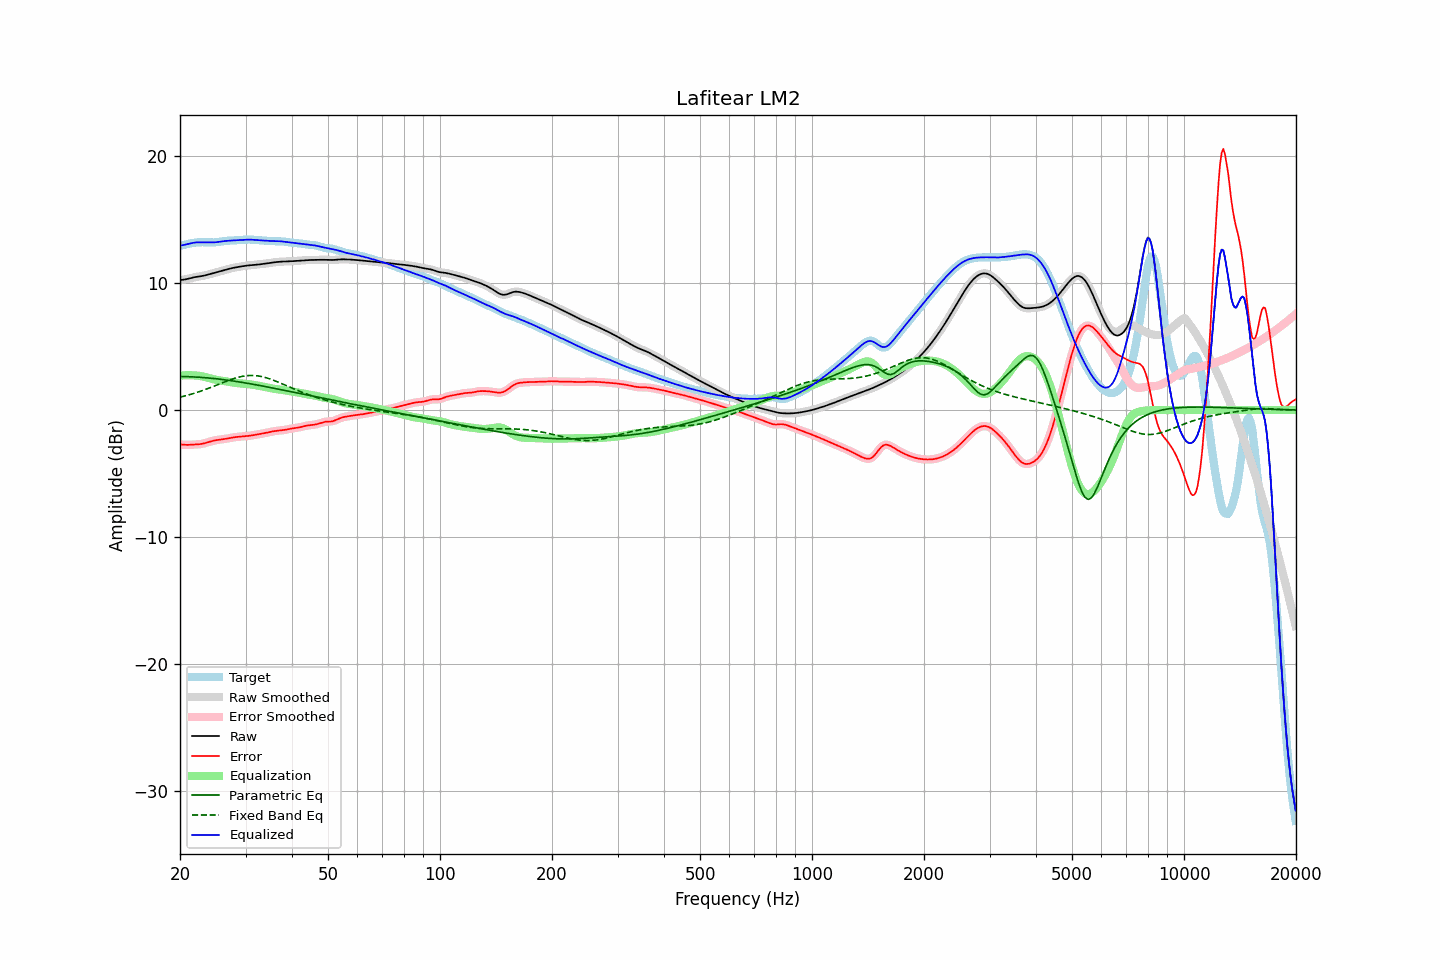 Lafitear LM2
20
10
0
−10
−20
−30
Amplitude (dBr)
Target
Raw Smoothed
Error Smoothed
Raw
Error
Equalization
Parametric Eq
Fixed Band Eq
Equalized
20 50 100 200 500 1000 2000 5000 10000 20000
Frequency (Hz)